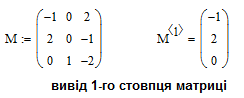 M := ( -1 0 2 ) M^⟨1⟩ = ( -1 )
( 2 0 -1 ) ( 2 )
( 0 1 -2 ) ( 0 )
вивід 1-го стовпця матриці